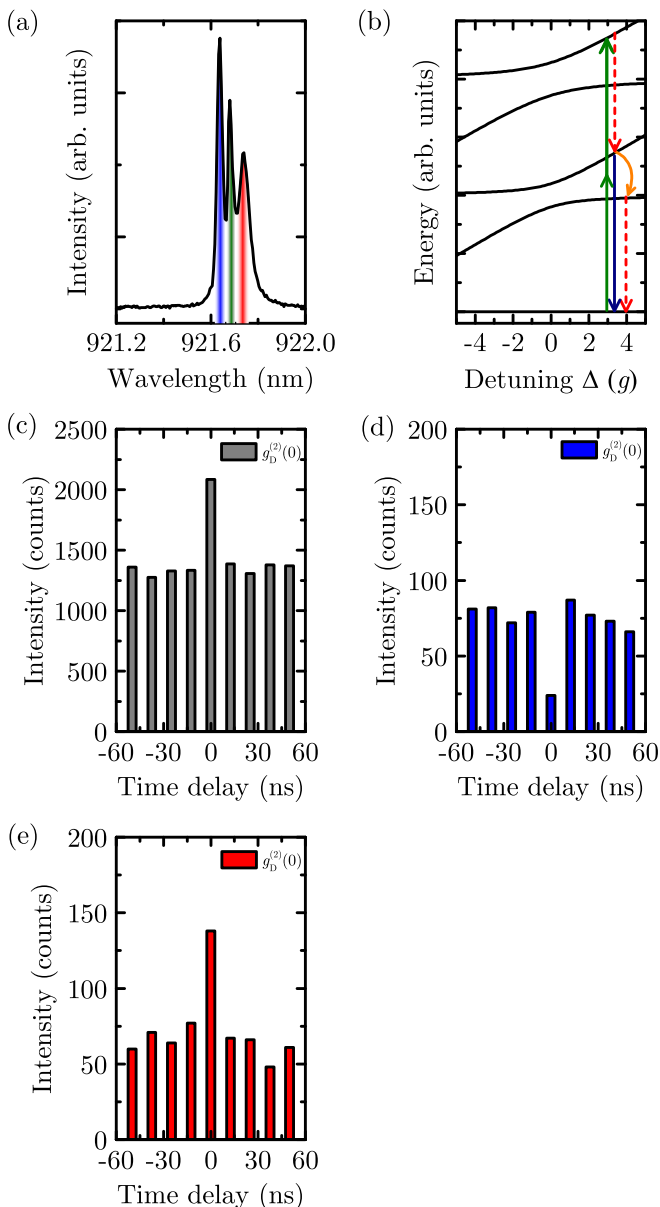 (a)
Intensity (arb. units)
921.2 921.6 922.0
Wavelength (nm)
(b)
Energy (arb. units)
-4 -2 0 2 4
Detuning Δ (g)
(c)
g_D^(2)(0)
Intensity (counts)
2500
2000
1500
1000
500
0
-60 -30 0 30 60
Time delay (ns)
(d)
g_D^(2)(0)
Intensity (counts)
200
150
100
50
0
-60 -30 0 30 60
Time delay (ns)
(e)
g_D^(2)(0)
Intensity (counts)
200
150
100
50
0
-60 -30 0 30 60
Time delay (ns)